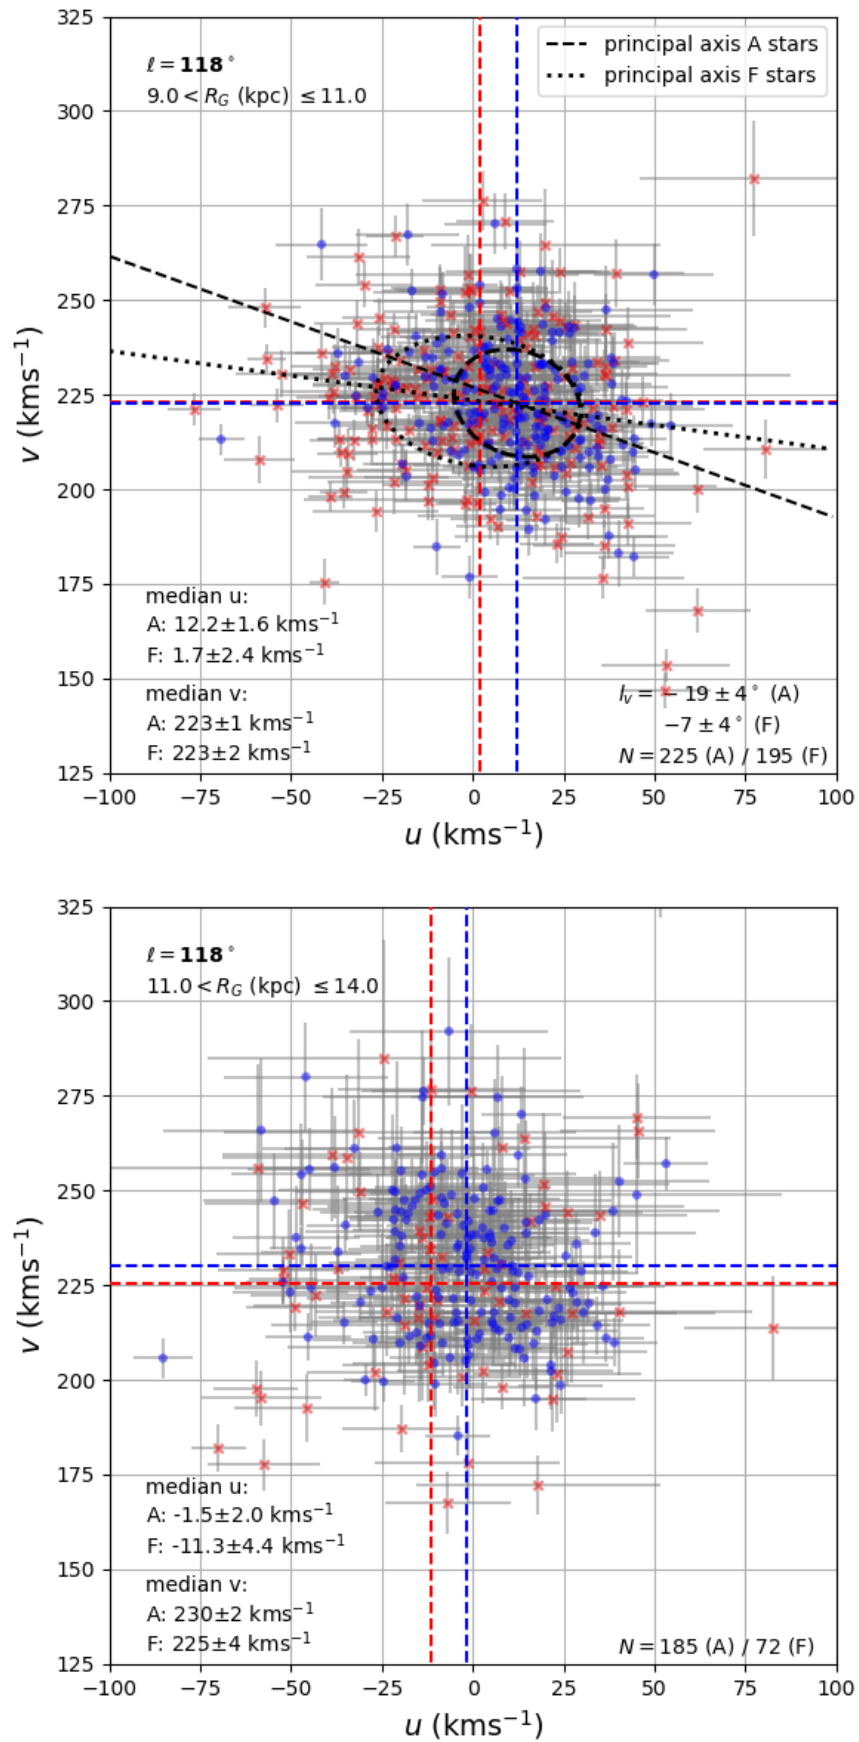 325
300
275
250
225
200
175
150
125
v (kms⁻¹)
ℓ = 118°
9.0 < R_G (kpc) ≤ 11.0
principal axis A stars
principal axis F stars
median u:
A: 12.2±1.6 kms⁻¹
F: 1.7±2.4 kms⁻¹
median v:
A: 223±1 kms⁻¹
F: 223±2 kms⁻¹
l_v = − 19 ± 4° (A)
−7 ± 4° (F)
N = 225 (A) / 195 (F)
−100 −75 −50 −25 0 25 50 75 100
u (kms⁻¹)
325
300
275
250
225
200
175
150
125
v (kms⁻¹)
ℓ = 118°
11.0 < R_G (kpc) ≤ 14.0
median u:
A: -1.5±2.0 kms⁻¹
F: -11.3±4.4 kms⁻¹
median v:
A: 230±2 kms⁻¹
F: 225±4 kms⁻¹
N = 185 (A) / 72 (F)
−100 −75 −50 −25 0 25 50 75 100
u (kms⁻¹)